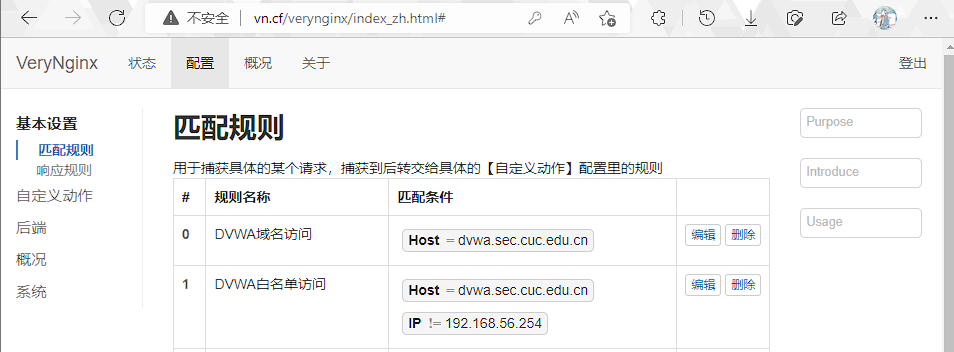 不安全 vn.cf/verynginx/index_zh.html#
VeryNginx 状态 配置 概况 关于 登出
基本设置
匹配规则
响应规则
自定义动作
后端
概况
系统
匹配规则
用于捕获具体的某个请求，捕获到后转交给具体的【自定义动作】配置里的规则
# 规则名称 匹配条件
0 DVWA域名访问 Host = dvwa.sec.cuc.edu.cn 编辑 删除
1 DVWA白名单访问 Host = dvwa.sec.cuc.edu.cn 编辑 删除
IP != 192.168.56.254
Purpose
Introduce
Usage